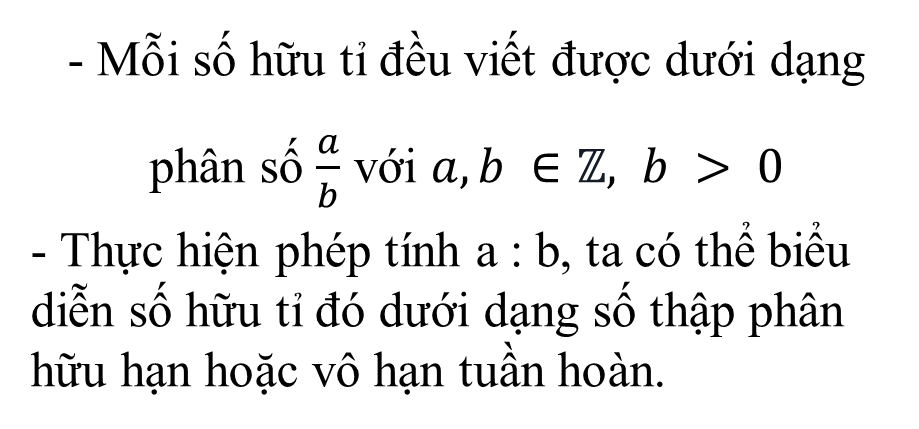 - Mỗi số hữu tỉ đều viết được dưới dạng
phân số a/b với a, b ∈ ℤ, b > 0
- Thực hiện phép tính a : b, ta có thể biểu
diễn số hữu tỉ đó dưới dạng số thập phân
hữu hạn hoặc vô hạn tuần hoàn.